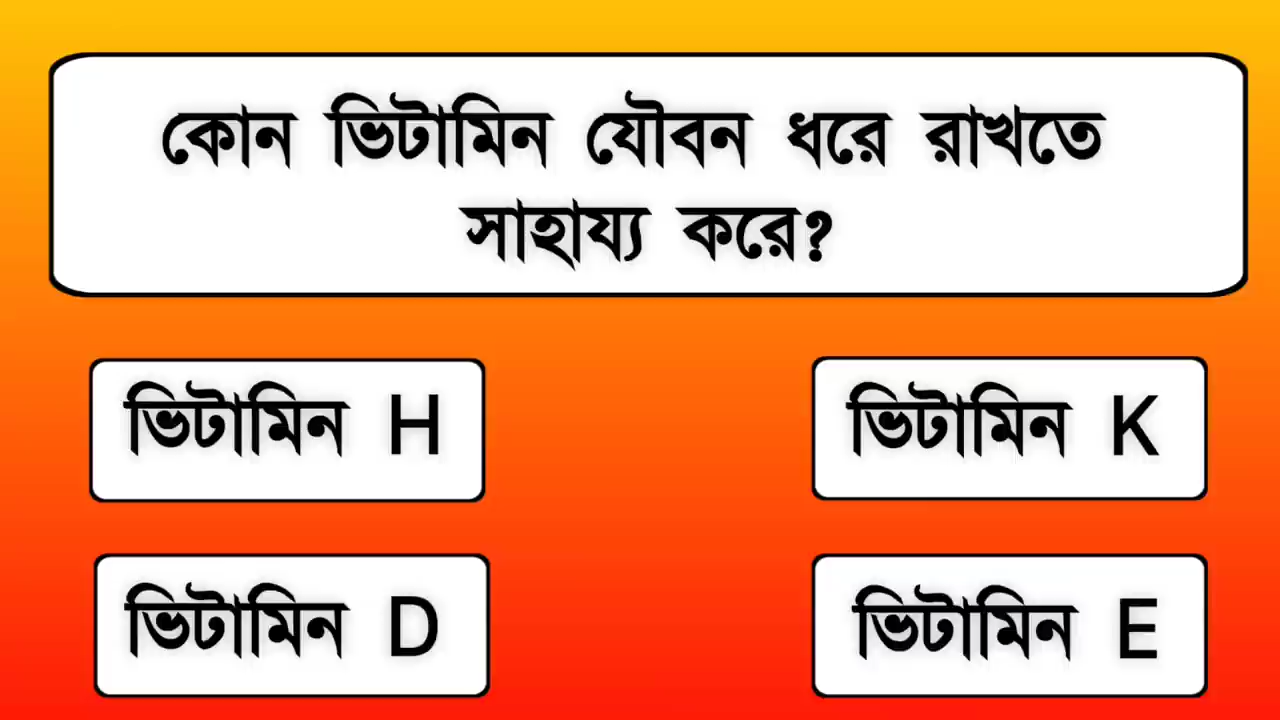 কোন ভিটামিন যৌবন ধরে রাখতে
সাহায্য করে?
ভিটামিন H
ভিটামিন K
ভিটামিন D
ভিটামিন E